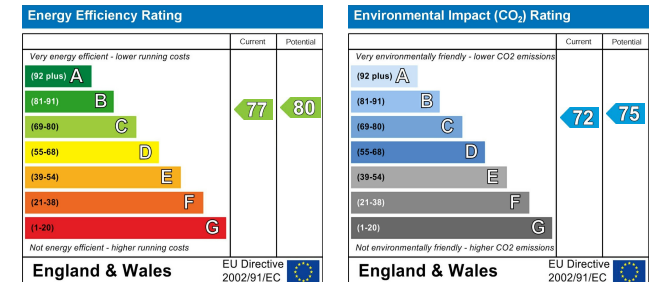 Energy Efficiency Rating
Current Potential
Very energy efficient - lower running costs
(92 plus) A
(81-91) B
(69-80) C
(55-68) D
(39-54) E
(21-38) F
(1-20) G
77 80
Not energy efficient - higher running costs
England & Wales
EU Directive
2002/91/EC
Environmental Impact (CO₂) Rating
Current Potential
Very environmentally friendly - lower CO2 emissions
(92 plus) A
(81-91) B
(69-80) C
(55-68) D
(39-54) E
(21-38) F
(1-20) G
72 75
Not environmentally friendly - higher CO2 emissions
England & Wales
EU Directive
2002/91/EC